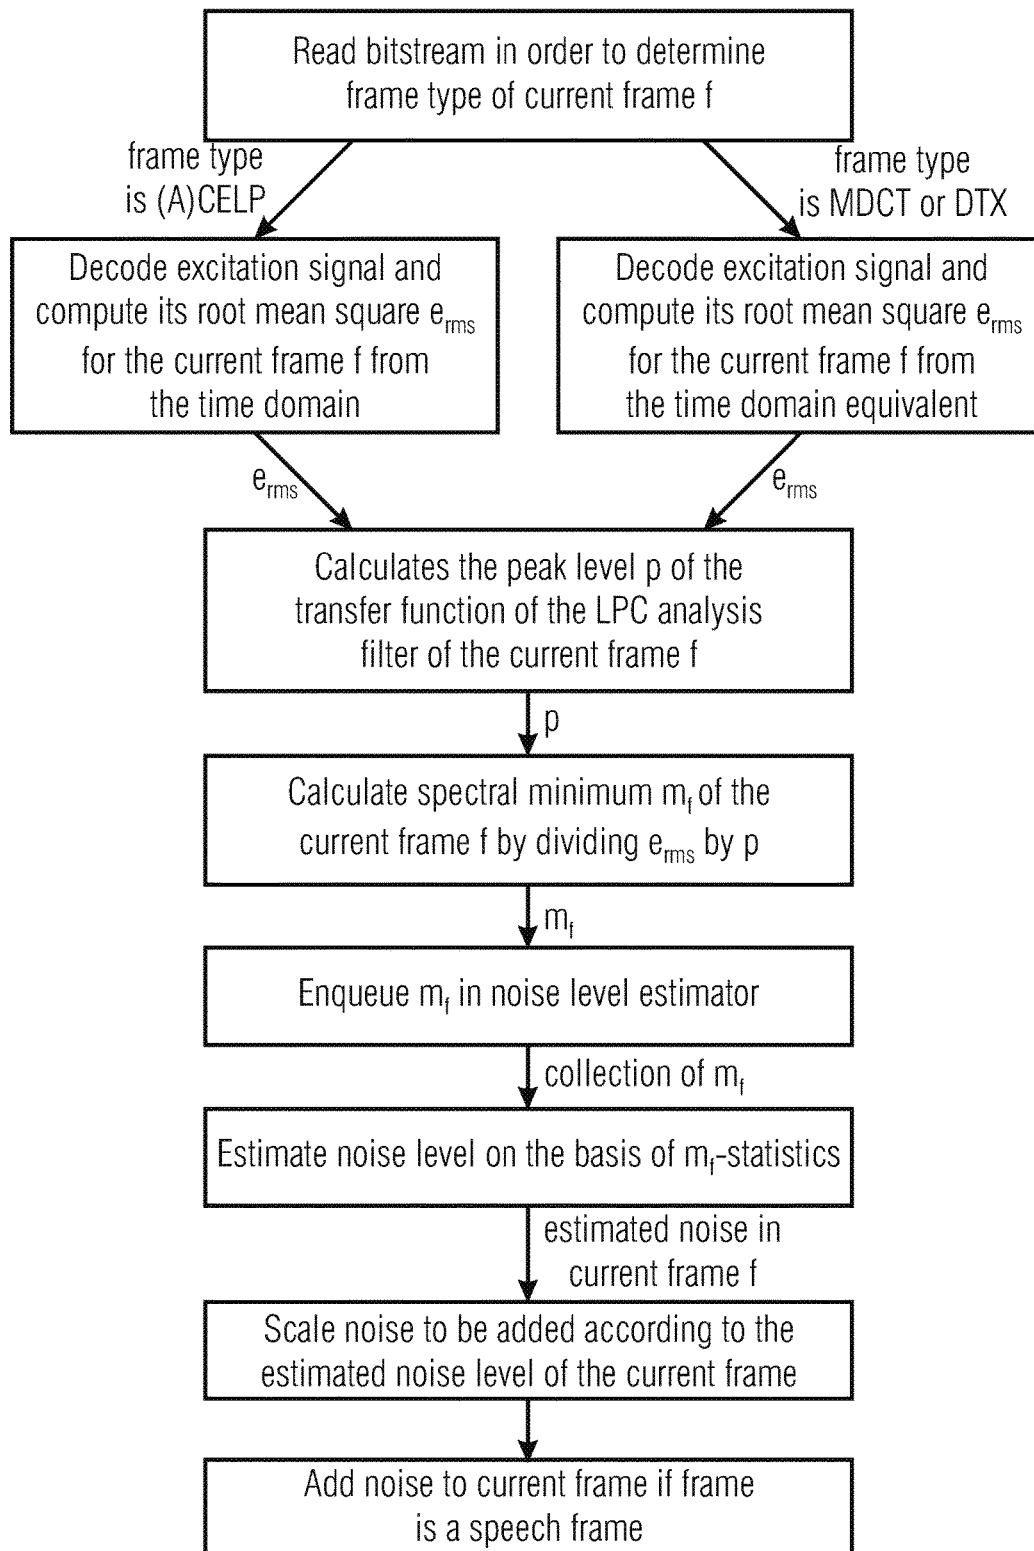 Read bitstream in order to determine
frame type of current frame f
frame type
is (A)CELP
frame type
is MDCT or DTX
Decode excitation signal and
compute its root mean square e_rms
for the current frame f from
the time domain
Decode excitation signal and
compute its root mean square e_rms
for the current frame f from
the time domain equivalent
e_rms
e_rms
Calculates the peak level p of the
transfer function of the LPC analysis
filter of the current frame f
p
Calculate spectral minimum m_f of the
current frame f by dividing e_rms by p
m_f
Enqueue m_f in noise level estimator
collection of m_f
Estimate noise level on the basis of m_f-statistics
estimated noise in
current frame f
Scale noise to be added according to the
estimated noise level of the current frame
Add noise to current frame if frame
is a speech frame